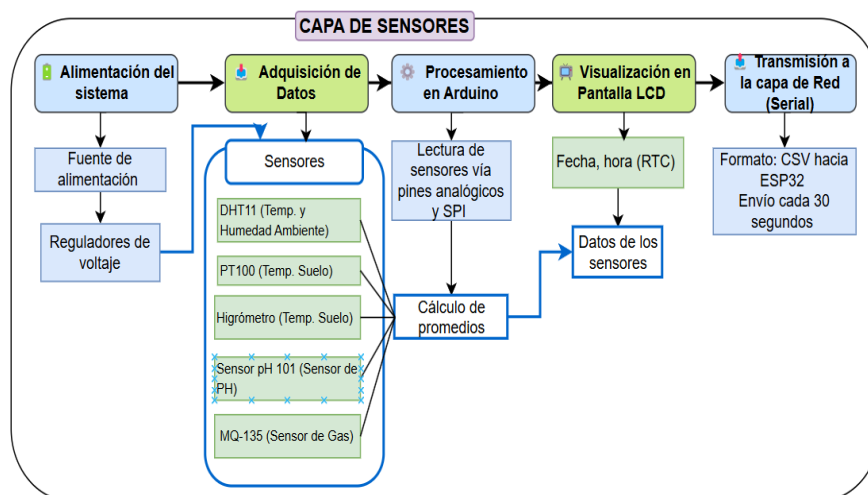 CAPA DE SENSORES
Alimentación del
sistema
Adquisición de
Datos
Procesamiento
en Arduino
Visualización en
Pantalla LCD
Transmisión a
la capa de Red
(Serial)
Fuente de
alimentación
Reguladores de
voltaje
Sensores
DHT11 (Temp. y
Humedad Ambiente)
PT100 (Temp. Suelo)
Higrómetro (Temp. Suelo)
Sensor pH 101 (Sensor de
PH)
MQ-135 (Sensor de Gas)
Lectura de
sensores vía
pines analógicos
y SPI
Cálculo de
promedios
Fecha, hora (RTC)
Datos de los
sensores
Formato: CSV hacia
ESP32
Envío cada 30
segundos